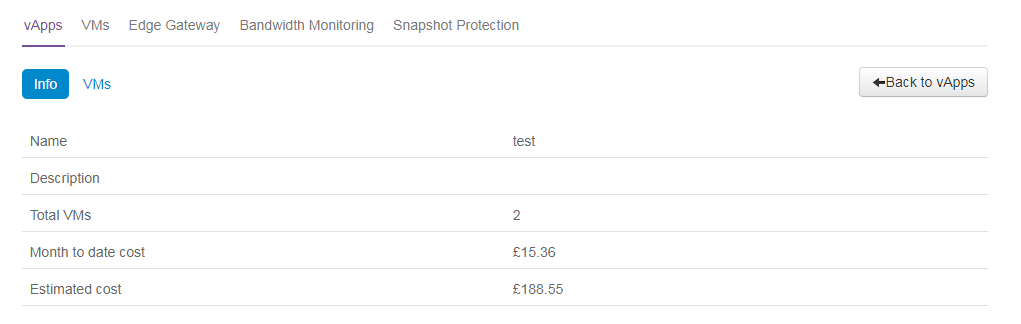 vApps VMs Edge Gateway Bandwidth Monitoring Snapshot Protection
Info VMs Back to vApps
Name test
Description
Total VMs 2
Month to date cost £15.36
Estimated cost £188.55